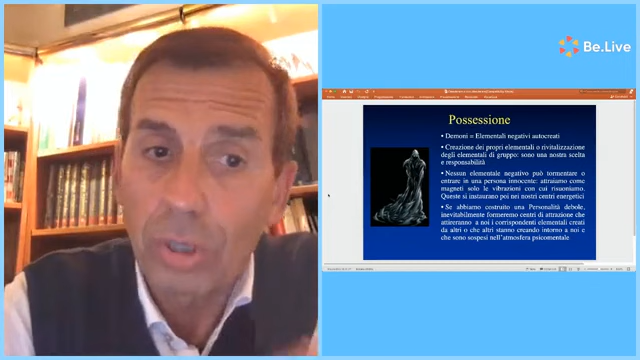 Be.Live
Possessione
• Demoni = Elementali negativi autocreati
• Creazione dei propri elementali o rivitalizzazione
degli elementali di gruppo: sono una nostra scelta
e responsabilità
• Nessun elementale negativo può tormentare o
entrare in una persona innocente: attraiamo come
magneti solo le vibrazioni con cui risuoniamo.
Queste si instaurano poi nei nostri centri energetici
• Se abbiamo costruito una Personalità debole,
inevitabilmente formeremo centri di attrazione che
attireranno a noi i corrispondenti elementali creati
da altri o che altri stanno creando intorno a noi e
che sono sospesi nell'atmosfera psicomentale